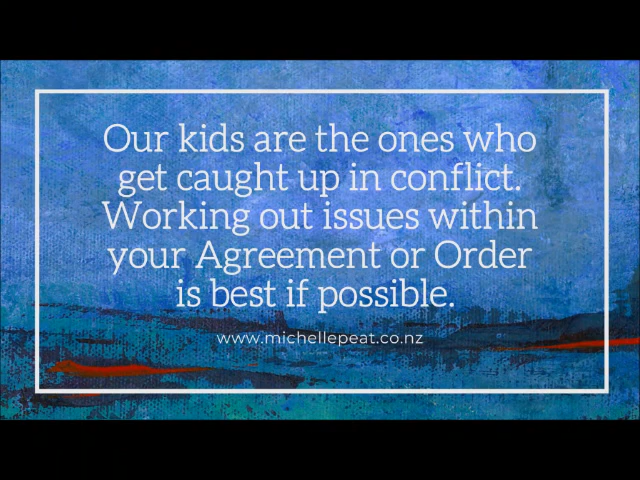 Our kids are the ones who
get caught up in conflict.
Working out issues within
your Agreement or Order
is best if possible.
www.michellepeat.co.nz